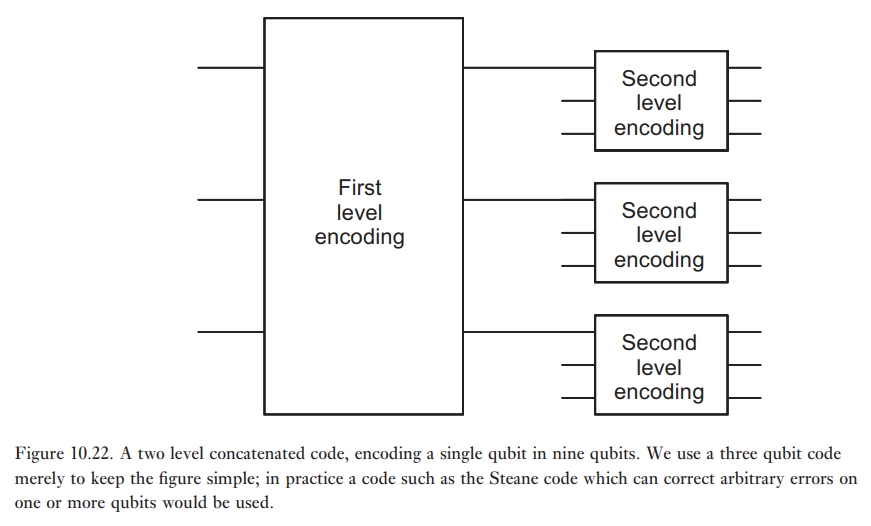 First
level
encoding
Second
level
encoding
Second
level
encoding
Second
level
encoding
Figure 10.22. A two level concatenated code, encoding a single qubit in nine qubits. We use a three qubit code
merely to keep the figure simple; in practice a code such as the Steane code which can correct arbitrary errors on
one or more qubits would be used.